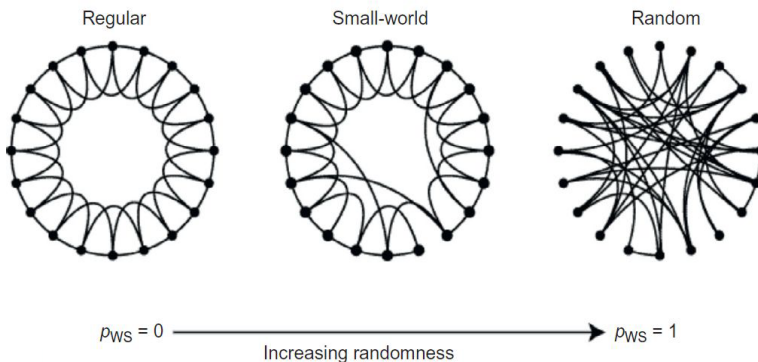 Regular
Small-world
Random
pWS = 0
pWS = 1
Increasing randomness